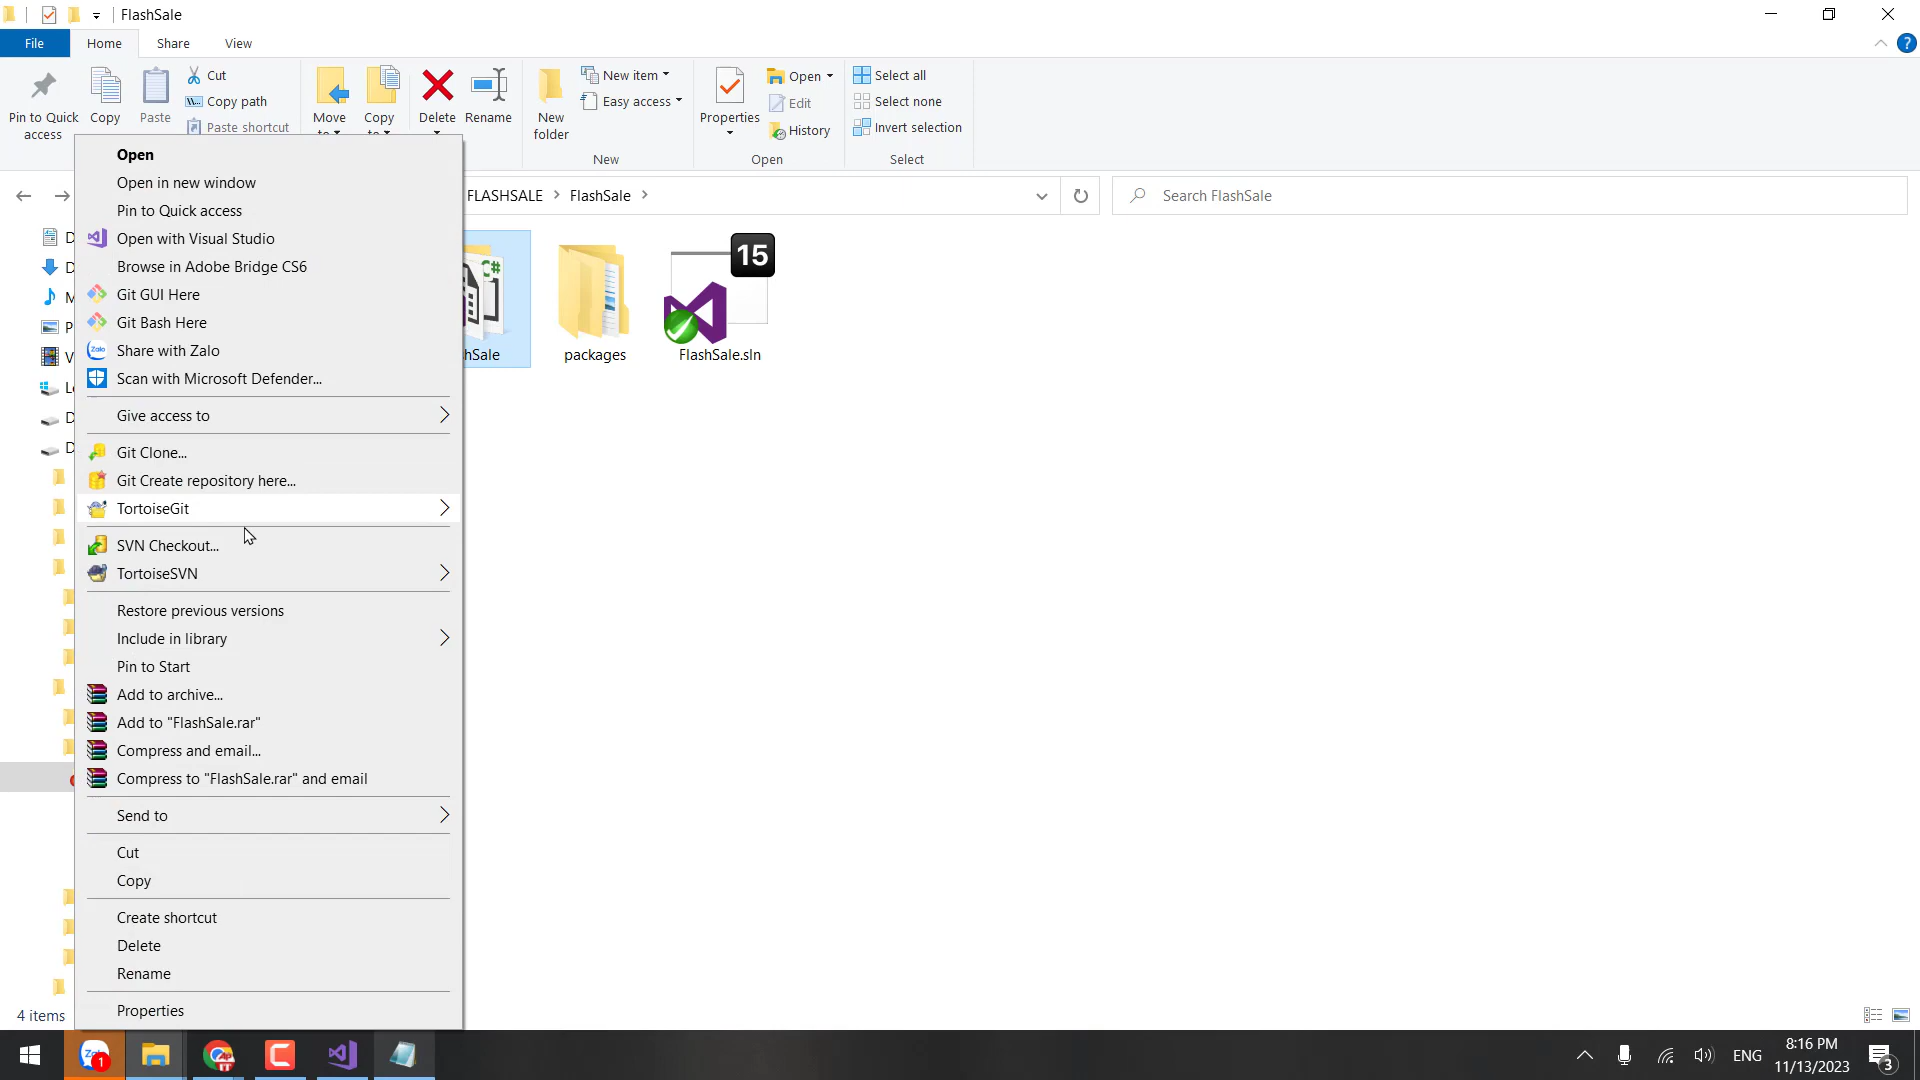 FlashSale
File
Home
Share
View
Pin to Quick
access
Copy
Paste
Cut
Copy path
Paste shortcut
Move
to
Copy
to
Delete
Rename
New
folder
New item
Easy access
New
Properties
Open
Edit
History
Open
Select all
Select none
Invert selection
Select
FLASHSALE
FlashSale
Search FlashSale
Open
Open in new window
Pin to Quick access
Open with Visual Studio
Browse in Adobe Bridge CS6
Git GUI Here
Git Bash Here
Zalo
Share with Zalo
Scan with Microsoft Defender...
Give access to
Git Clone...
Git Create repository here...
TortoiseGit
SVN Checkout...
TortoiseSVN
Restore previous versions
Include in library
Pin to Start
Add to archive...
Add to "FlashSale.rar"
Compress and email...
Compress to "FlashSale.rar" and email
Send to
Cut
Copy
Create shortcut
Delete
Rename
Properties
C#
hSale
packages
15
FlashSale.sln
4 items
1
ENG
8:16 PM
11/13/2023
3